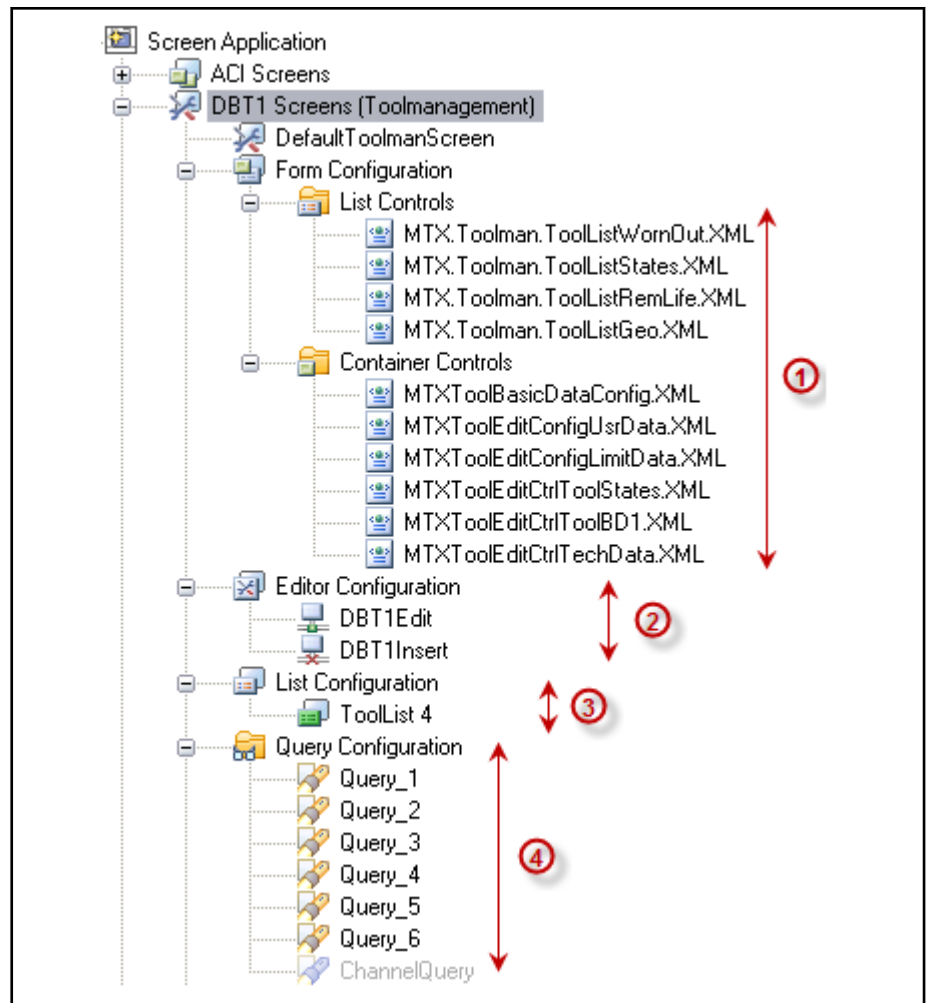 Screen Application
ACI Screens
DBT1 Screens (Toolmanagement)
DefaultToolmanScreen
Form Configuration
List Controls
MTX.Toolman.ToolListWornOut.XML
MTX.Toolman.ToolListStates.XML
MTX.Toolman.ToolListRemLife.XML
MTX.Toolman.ToolListGeo.XML
1
Container Controls
MTXToolBasicDataConfig.XML
MTXToolEditConfigUsrData.XML
MTXToolEditConfigLimitData.XML
MTXToolEditCtrlToolStates.XML
MTXToolEditCtrlToolBD1.XML
MTXToolEditCtrlTechData.XML
Editor Configuration
DBT1Edit
2
DBT1Insert
List Configuration
ToolList 4
3
Query Configuration
Query_1
Query_2
Query_3
4
Query_4
Query_5
Query_6
ChannelQuery